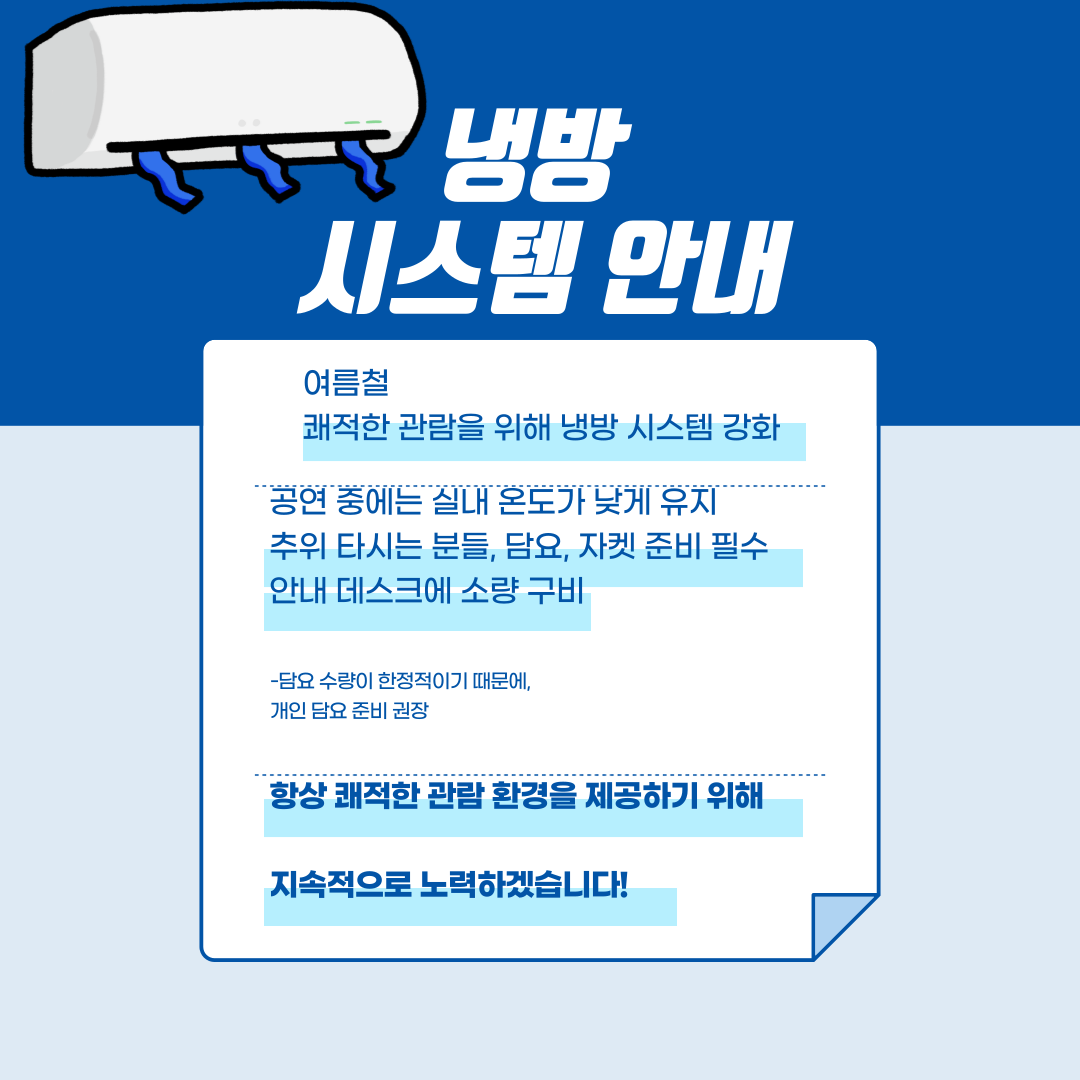 냉방
시스템 안내
여름철
쾌적한 관람을 위해 냉방 시스템 강화
공연 중에는 실내 온도가 낮게 유지
추위 타시는 분들, 담요, 자켓 준비 필수
안내 데스크에 소량 구비
-담요 수량이 한정적이기 때문에,
개인 담요 준비 권장
항상 쾌적한 관람 환경을 제공하기 위해
지속적으로 노력하겠습니다!